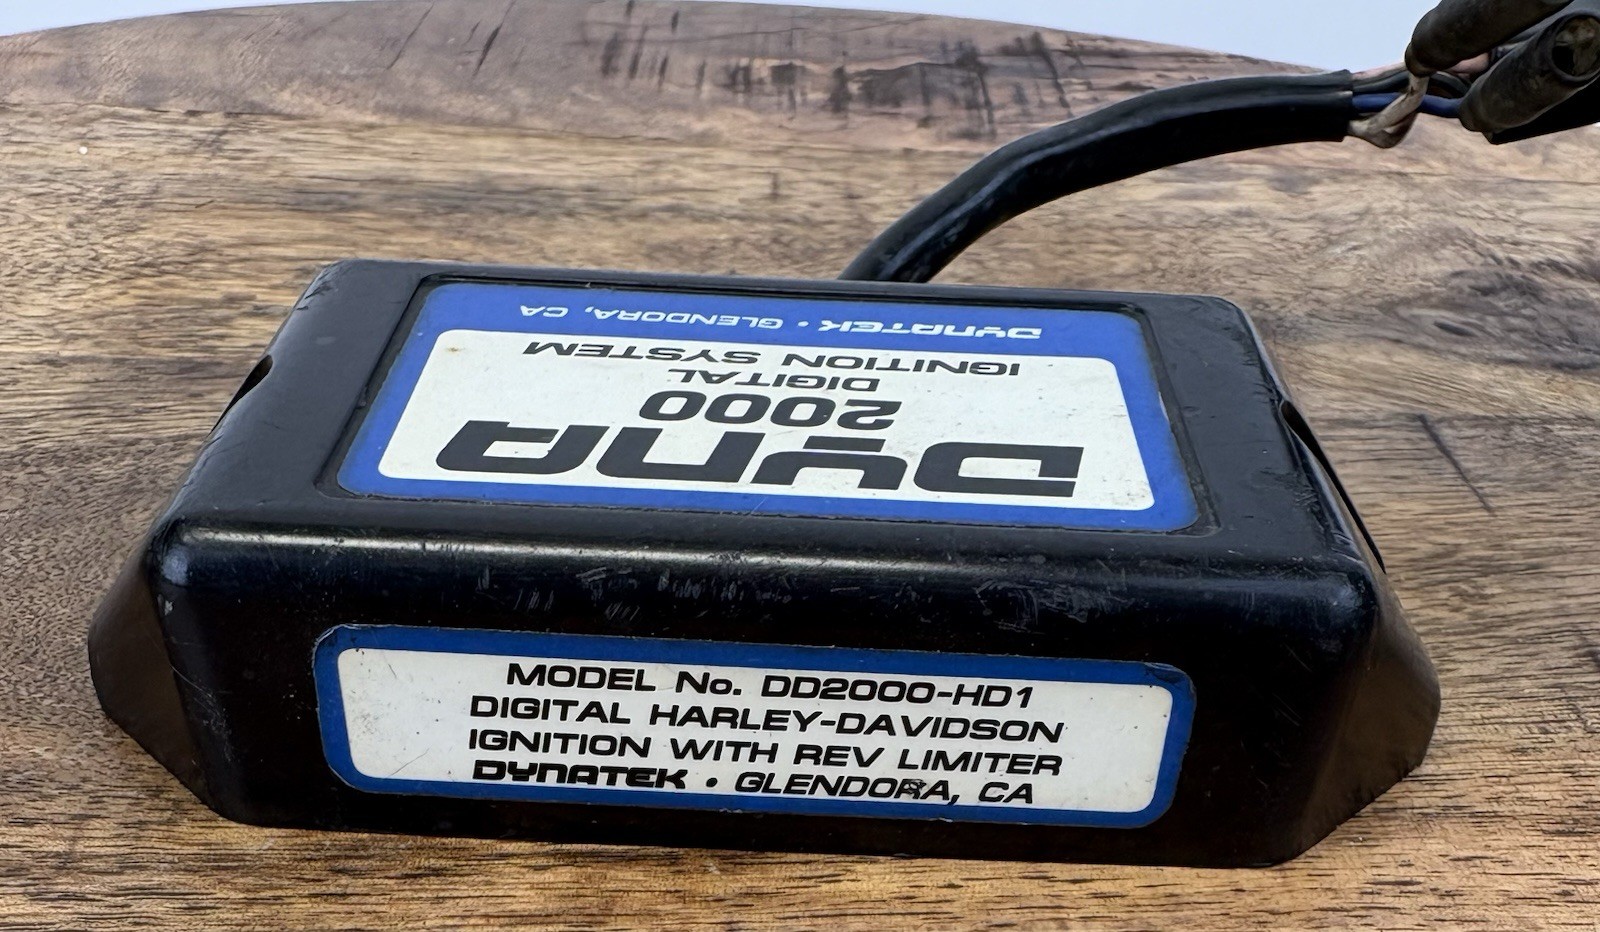 DYNA
2000
DIGITAL
IGNITION SYSTEM
DYNATEK • GLENDORA, CA
MODEL No. DD2000-HD1
DIGITAL HARLEY-DAVIDSON
IGNITION WITH REV LIMITER
DYNATEK • GLENDORA, CA